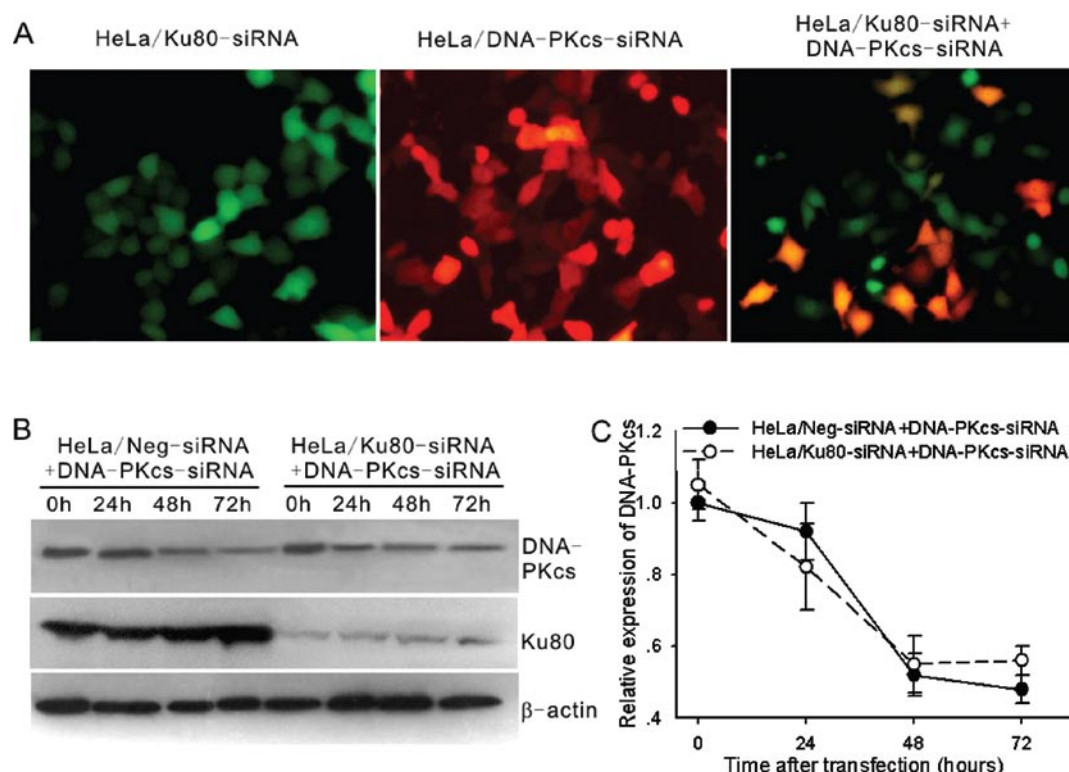 A
HeLa/Ku80-siRNA
HeLa/DNA-PKcs-siRNA
HeLa/Ku80-siRNA+
DNA-PKcs-siRNA
B
HeLa/Neg-siRNA
+DNA-PKcs-siRNA
HeLa/Ku80-siRNA
+DNA-PKcs-siRNA
0h 24h 48h 72h 0h 24h 48h 72h
DNA-
PKcs
Ku80
β-actin
C
HeLa/Neg-siRNA+DNA-PKcs-siRNA
HeLa/Ku80-siRNA+DNA-PKcs-siRNA
Relative expression of DNA-PKcs
1.2
1.0
.8
.6
.4
0 24 48 72
Time after transfection (hours)